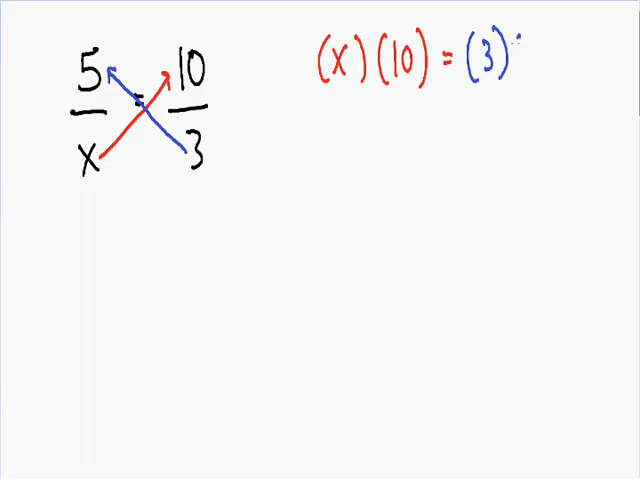 5/x = 10/3
(x)(10) = (3)